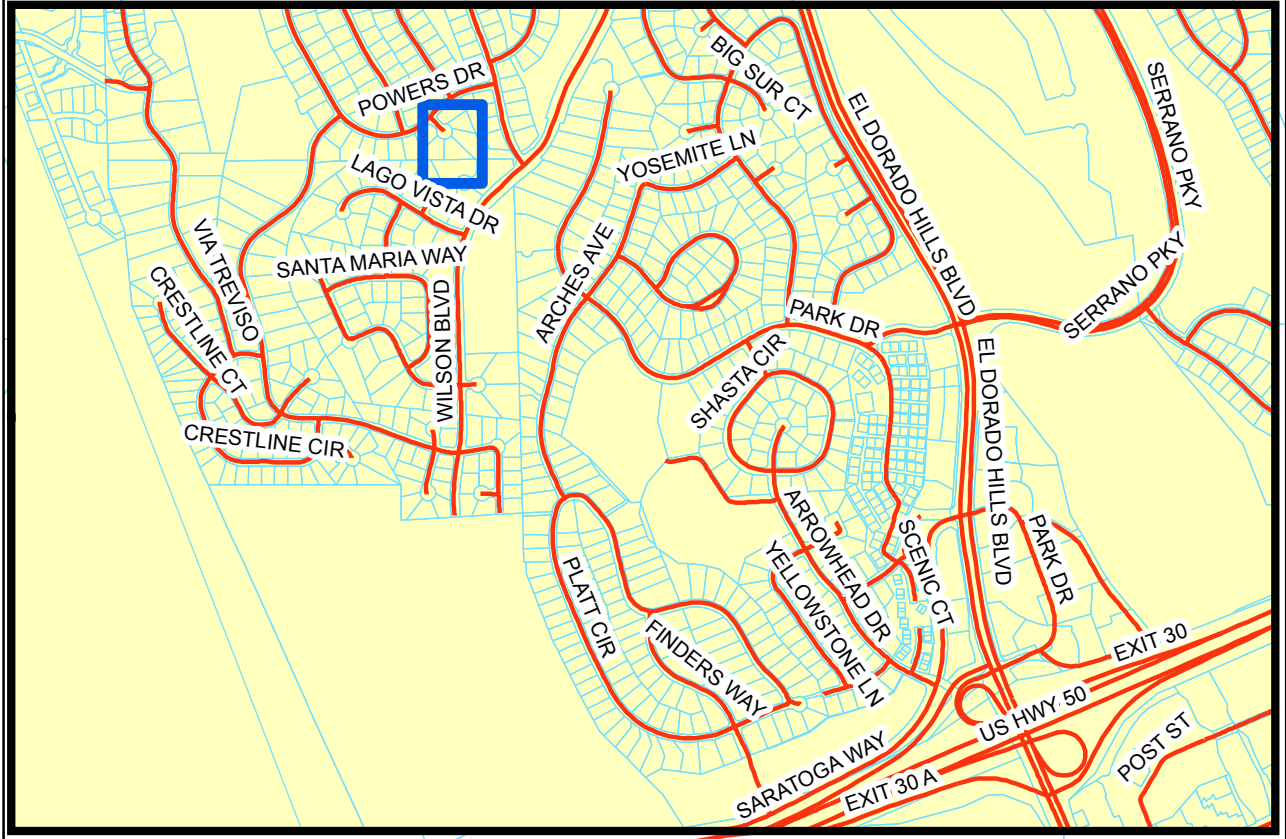 BIG SUR CT
POWERS DR
SERRANO PKY
EL DORADO HILLS BLVD
YOSEMITE LN
LAGO VISTA DR
VIA TREVISO
SANTA MARIA WAY
ARCHES AVE
CRESTLINE CT
SERRANO PKY
WILSON BLVD
PARK DR
SHASTA CIR
EL DORADO HILLS BLVD
CRESTLINE CIR
ARROWHEAD DR
SCENIC CT
PARK DR
YELLOWSTONE LN
PLATT CIR
FINDERS WAY
EXIT 30
US HWY 50
POST ST
SARATOGA WAY
EXIT 30 A